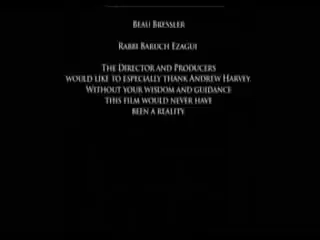 Beau Bressler
Rabbi Baruch Ezagui
The Director and Producers
would like to especially thank Andrew Harvey.
Without your wisdom and guidance
this film would never have
been a reality.